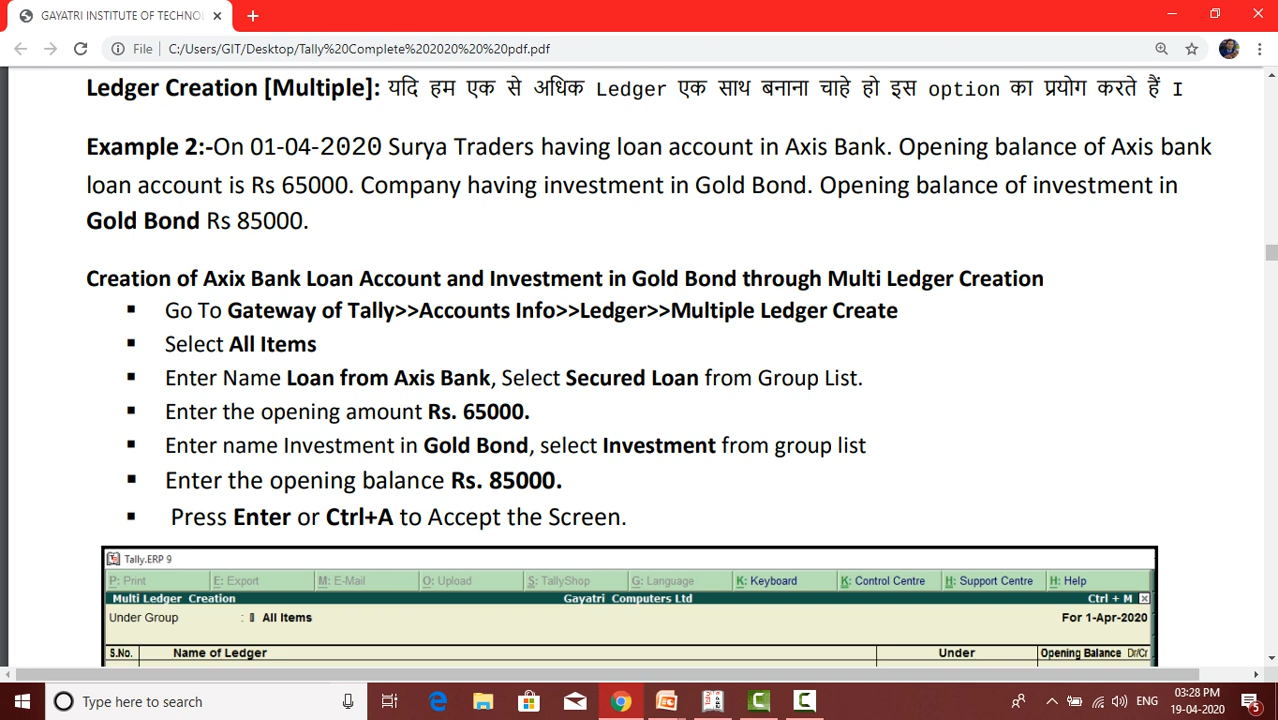 GAYATRI INSTITUTE OF TECHNO
File
C:/Users/GIT/Desktop/Tally%20Complete%202020%20%20pdf.pdf
Ledger Creation [Multiple]: यदि हम एक से अधिक Ledger एक साथ बनाना चाहे हो इस option का प्रयोग करते हैं I
Example 2:-On 01-04-2020 Surya Traders having loan account in Axis Bank. Opening balance of Axis bank
loan account is Rs 65000. Company having investment in Gold Bond. Opening balance of investment in
Gold Bond Rs 85000.
Creation of Axix Bank Loan Account and Investment in Gold Bond through Multi Ledger Creation
▪ Go To Gateway of Tally>>Accounts Info>>Ledger>>Multiple Ledger Create
▪ Select All Items
▪ Enter Name Loan from Axis Bank, Select Secured Loan from Group List.
▪ Enter the opening amount Rs. 65000.
▪ Enter name Investment in Gold Bond, select Investment from group list
▪ Enter the opening balance Rs. 85000.
▪ Press Enter or Ctrl+A to Accept the Screen.
Tally.ERP 9
P: Print E: Export M: E-Mail O: Upload S: TallyShop G: Language K: Keyboard K: Control Centre H: Support Centre H: Help
Multi Ledger Creation Gayatri Computers Ltd Ctrl + M
Under Group : All Items For 1-Apr-2020
S.No. Name of Ledger Under Opening Balance Dr/Cr
Type here to search
ENG
03:28 PM
19-04-2020
5